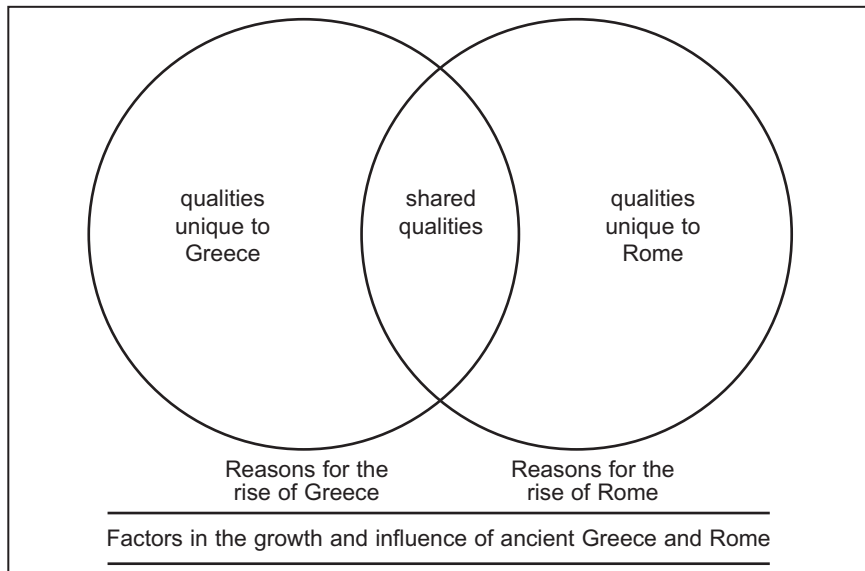 qualities
unique to
Greece
shared
qualities
qualities
unique to
Rome
Reasons for the
rise of Greece
Reasons for the
rise of Rome
Factors in the growth and influence of ancient Greece and Rome